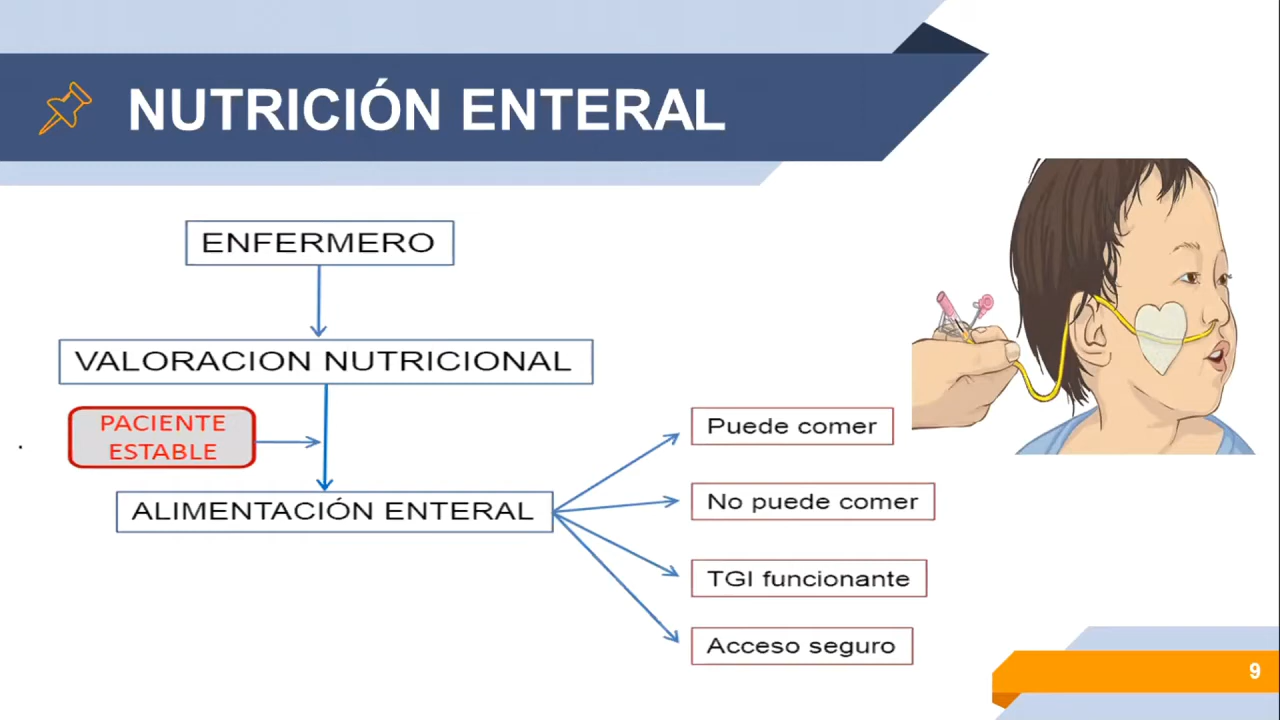 NUTRICIÓN ENTERAL
ENFERMERO
VALORACION NUTRICIONAL
PACIENTE
ESTABLE
ALIMENTACIÓN ENTERAL
Puede comer
No puede comer
TGI funcionante
Acceso seguro
9